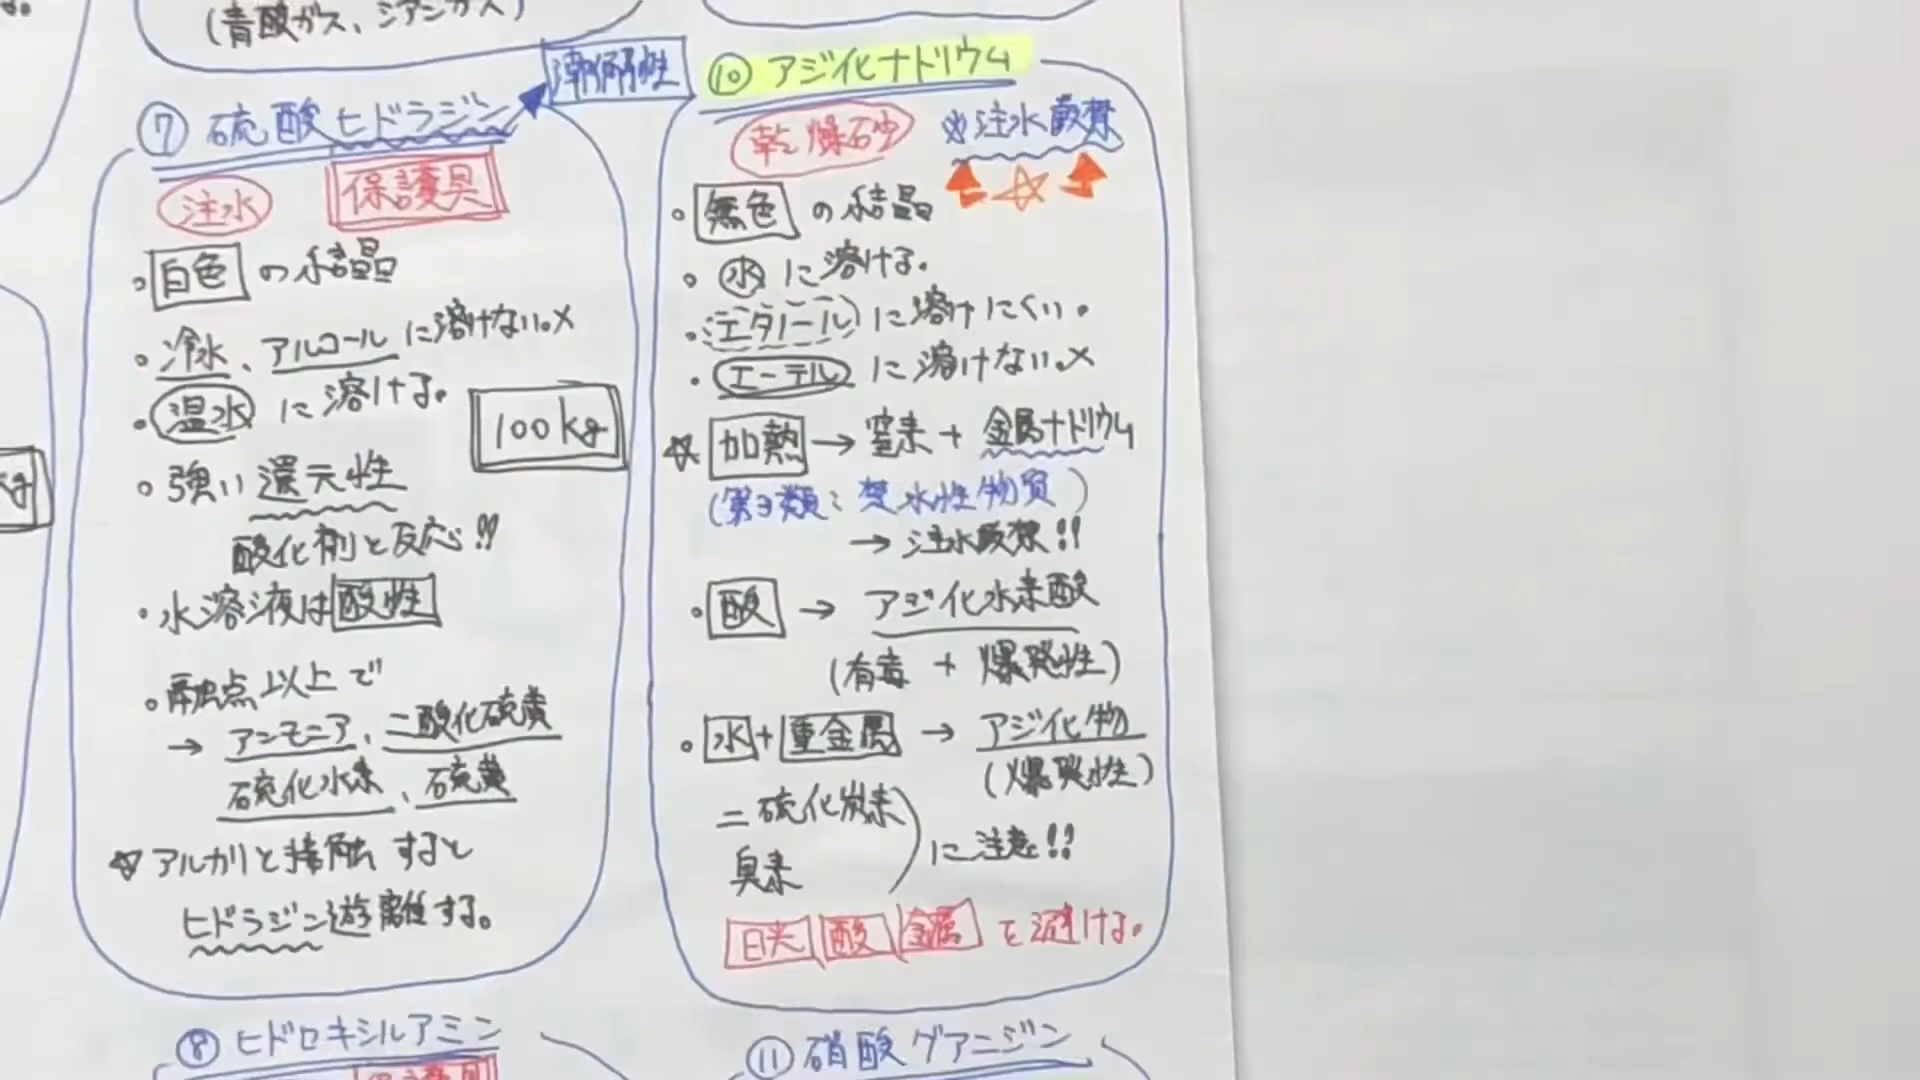 (青酸ガス、シアンガス)
⑦ 硫酸ヒドラジン
潮解性
注水 保護具
。白色 の結晶
。冷水、アルコール に溶けない。×
・温水 に溶ける。
100kg
。強い 還元性
酸化剤と反応!!
・水溶液は酸性
。融点以上で
→ アンモニア、二酸化硫黄
硫化水素、硫黄
☆アルカリと接触 すると
ヒドラジン遊離する。
⑧ ヒドロキシルアミン
⑩ アジ化ナトリウム
乾燥砂 ※注水厳禁
☆
。無色 の結晶
。水 に溶ける。
・エタノール に溶けにくい。
・エーテル に溶けない。×
☆ 加熱 → 窒素 + 金属ナトリウム
(第3類:禁水性物質)
→ 注水厳禁!!
・酸 → アジ化水素酸
(有毒 + 爆発性)
。水+重金属 → アジ化物
(爆発性)
二硫化炭素
臭素
)に注意!!
日光 酸 金属 を避ける。
⑪ 硝酸グアニジン